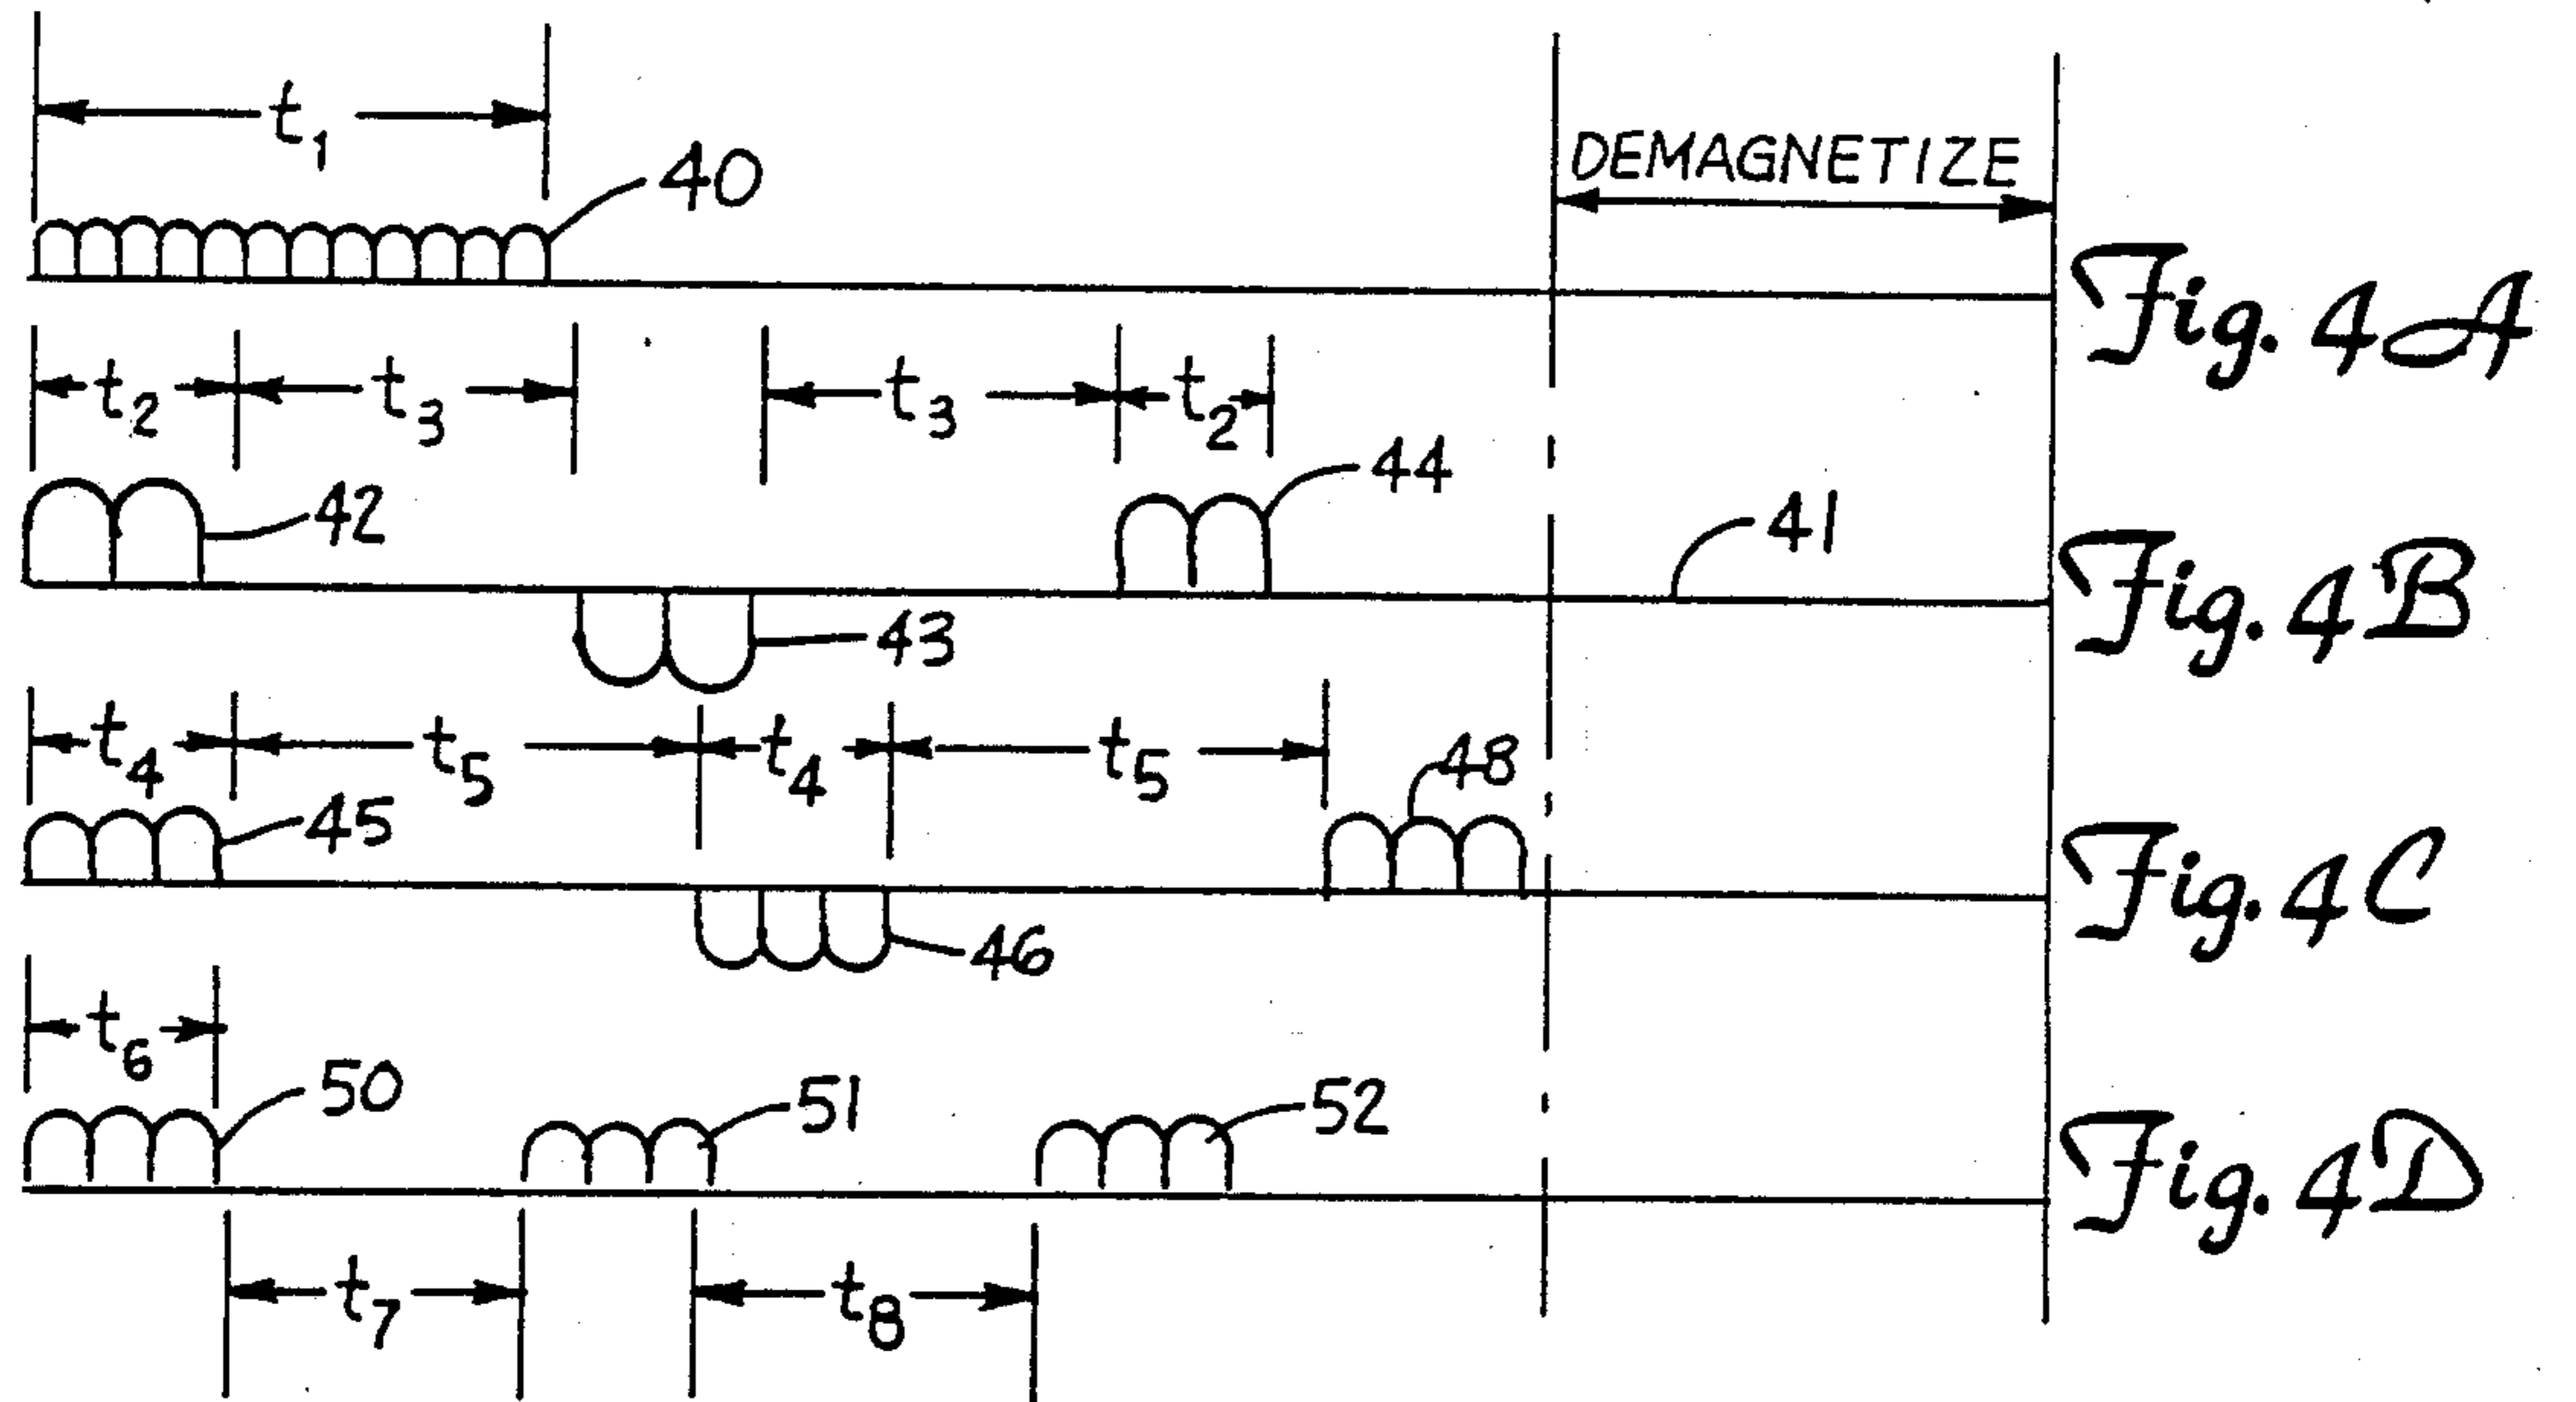 t1
40
DEMAGNETIZE
Fig. 4A
t2 t3 t3 t2
42
44
41
43
Fig. 4B
t4 t5 t4 t5
45
48
46
Fig. 4C
t6
50
51
52
Fig. 4D
t7 t8